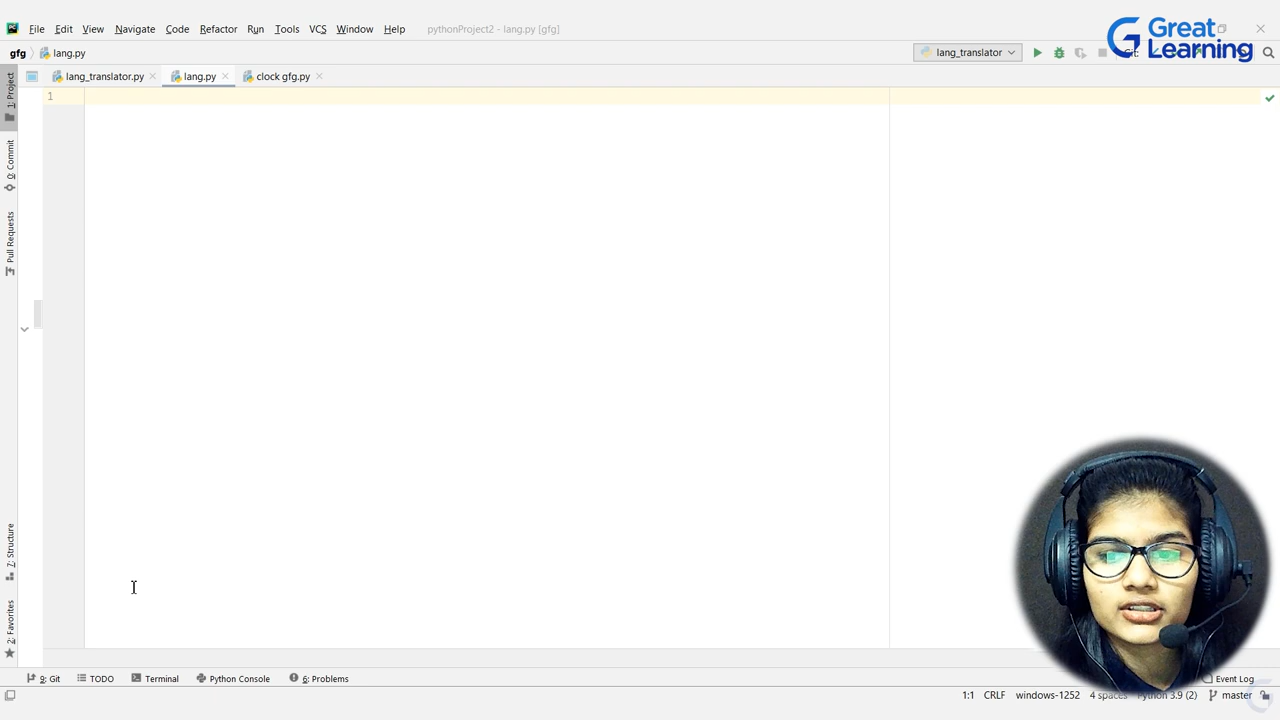 File Edit View Navigate Code Refactor Run Tools VCS Window Help pythonProject2 - lang.py [gfg]
Great Learning
gfg lang.py lang_translator Git:
lang_translator.py lang.py clock gfg.py
1
1: Project
0: Commit
Pull Requests
7: Structure
2: Favorites
9: Git TODO Terminal Python Console 6: Problems Event Log
1:1 CRLF windows-1252 4 spaces Python 3.9 (2) master